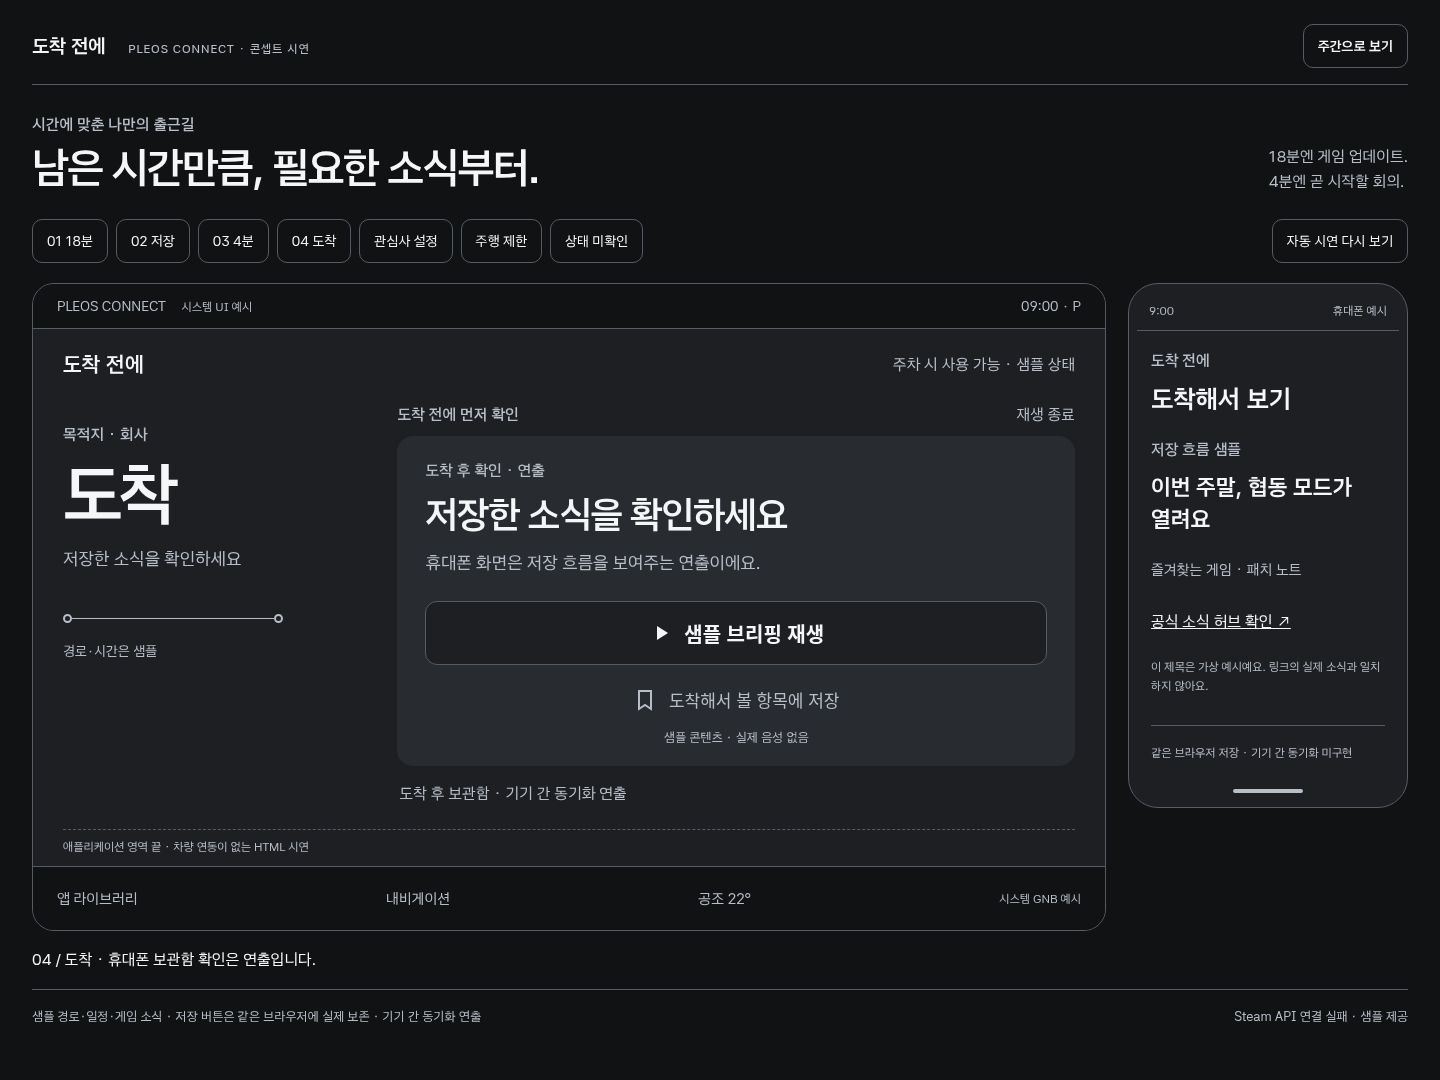 도착 전에
PLEOS CONNECT · 콘셉트 시연
주간으로 보기
시간에 맞춘 나만의 출근길
남은 시간만큼, 필요한 소식부터.
18분엔 게임 업데이트.
4분엔 곧 시작할 회의.
01 18분
02 저장
03 4분
04 도착
관심사 설정
주행 제한
상태 미확인
자동 시연 다시 보기
PLEOS CONNECT 시스템 UI 예시
09:00 · P
도착 전에
주차 시 사용 가능 · 샘플 상태
목적지 · 회사
도착
저장한 소식을 확인하세요
경로·시간은 샘플
도착 전에 먼저 확인
재생 종료
도착 후 확인 · 연출
저장한 소식을 확인하세요
휴대폰 화면은 저장 흐름을 보여주는 연출이에요.
샘플 브리핑 재생
도착해서 볼 항목에 저장
샘플 콘텐츠 · 실제 음성 없음
도착 후 보관함 · 기기 간 동기화 연출
애플리케이션 영역 끝 · 차량 연동이 없는 HTML 시연
앱 라이브러리
내비게이션
공조 22°
시스템 GNB 예시
9:00
휴대폰 예시
도착 전에
도착해서 보기
저장 흐름 샘플
이번 주말, 협동 모드가
열려요
즐겨찾는 게임 · 패치 노트
공식 소식 허브 확인 ↗
이 제목은 가상 예시예요. 링크의 실제 소식과 일치
하지 않아요.
같은 브라우저 저장 · 기기 간 동기화 미구현
04 / 도착 · 휴대폰 보관함 확인은 연출입니다.
샘플 경로·일정·게임 소식 · 저장 버튼은 같은 브라우저에 실제 보존 · 기기 간 동기화 연출
Steam API 연결 실패 · 샘플 제공